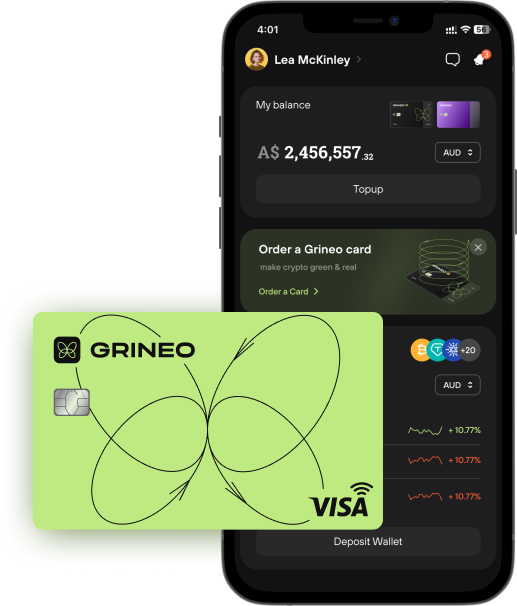 4:01
56
Lea McKinley
3
My balance
A$ 2,456,557.32
AUD
Topup
Order a Grineo card
make crypto green & real
Order a Card
+20
GRINEO
AUD
+ 10.77%
+ 10.77%
+ 10.77%
VISA
Deposit Wallet